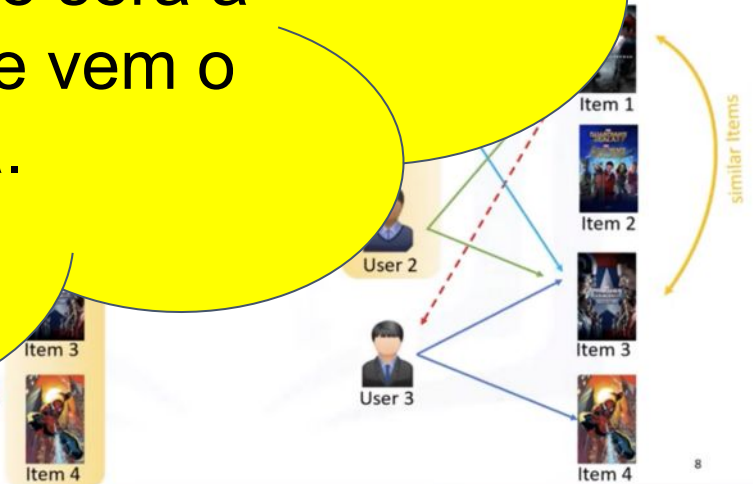 e vem o
Item 1
similar Items
Item 2
User 2
Item 3
Item 3
User 3
Item 4
Item 4
8